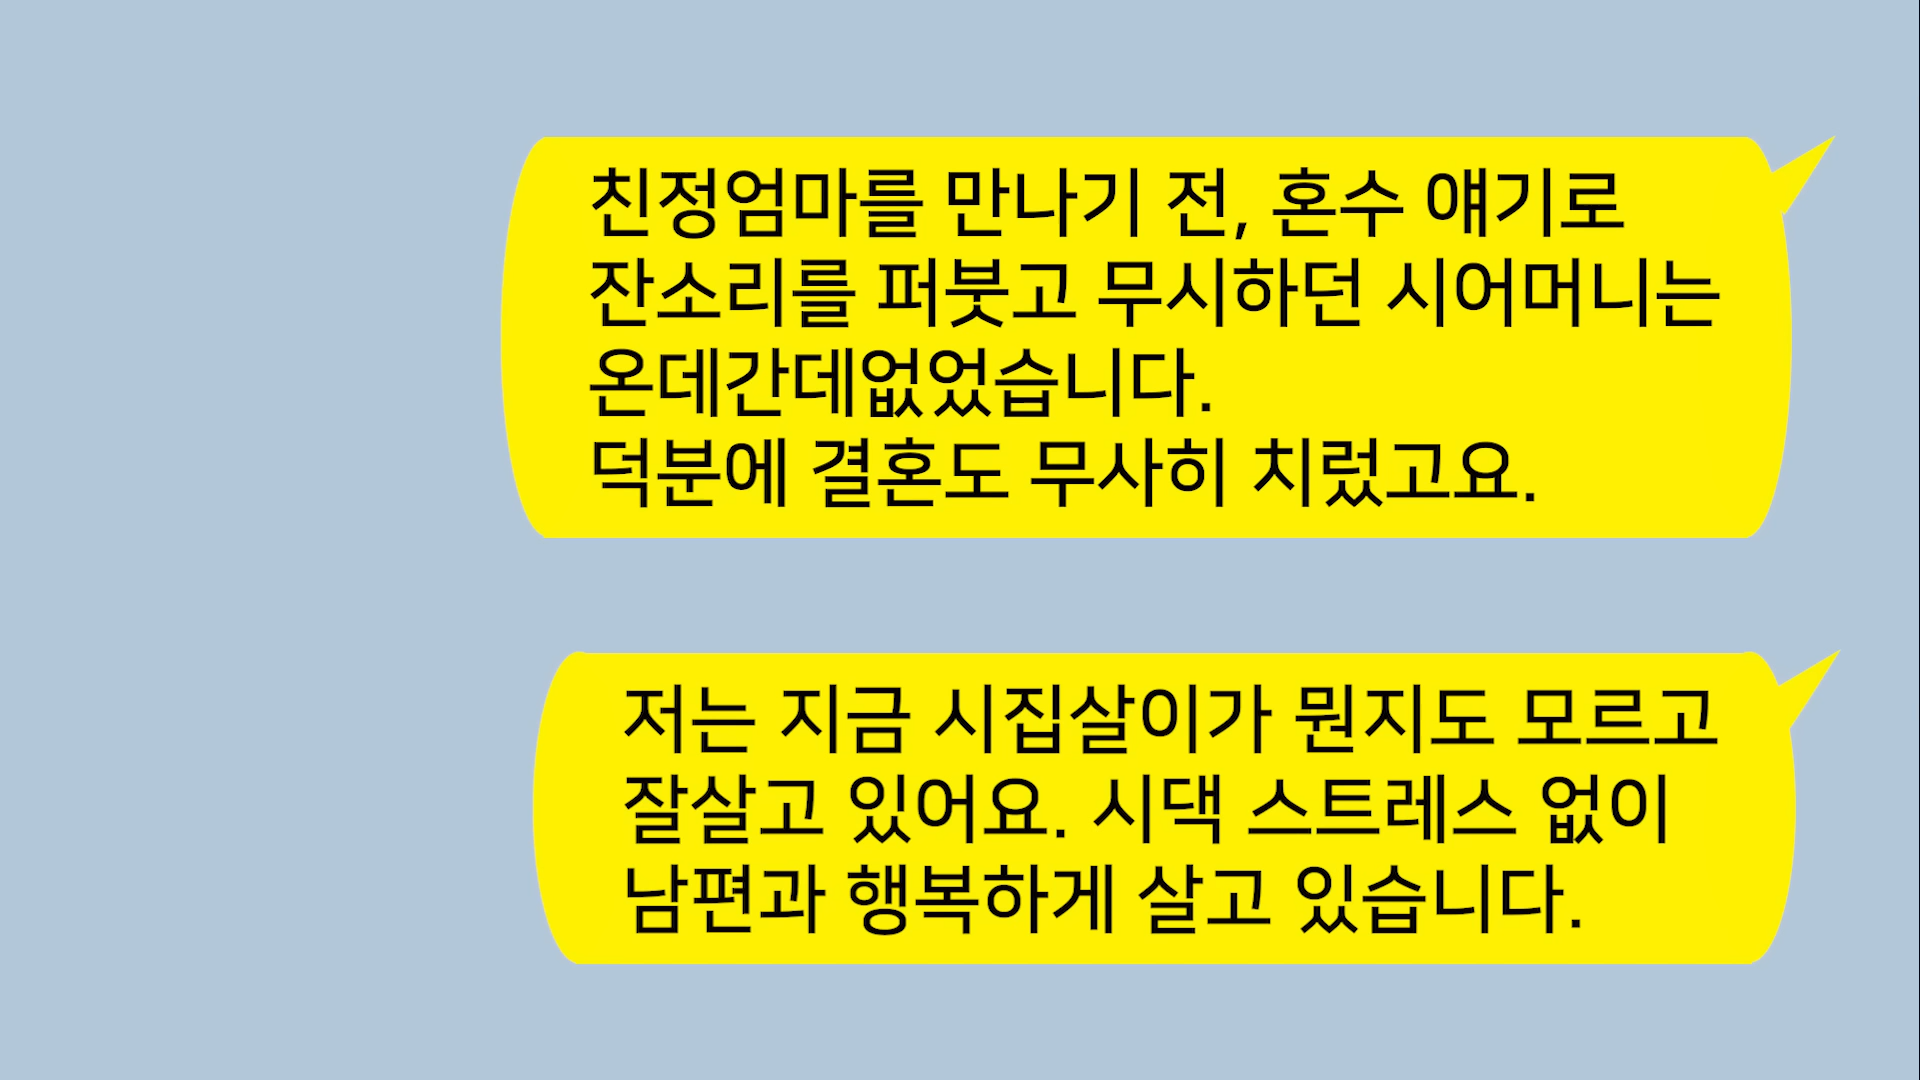 친정엄마를 만나기 전, 혼수 얘기로
잔소리를 퍼붓고 무시하던 시어머니는
온데간데없었습니다.
덕분에 결혼도 무사히 치렀고요.
저는 지금 시집살이가 뭔지도 모르고
잘살고 있어요. 시댁 스트레스 없이
남편과 행복하게 살고 있습니다.